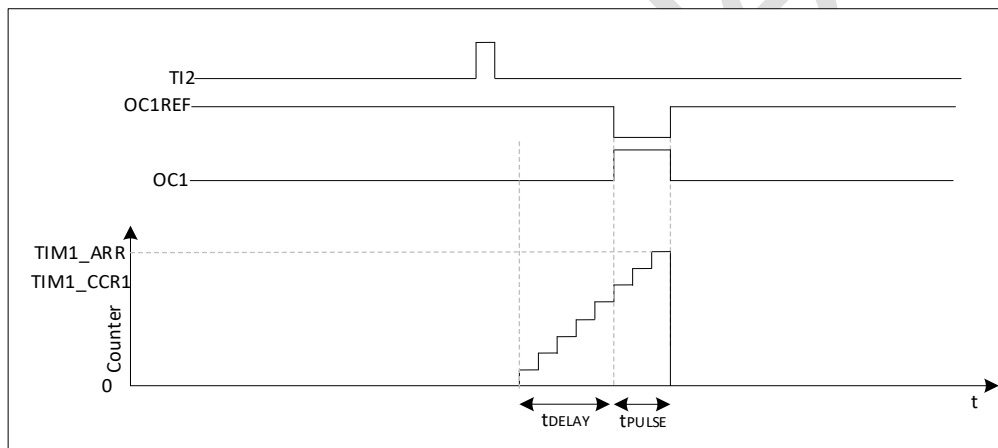 TI2
OC1REF
OC1
TIM1_ARR
TIM1_CCR1
Counter
0
t
tDELAY
tPULSE